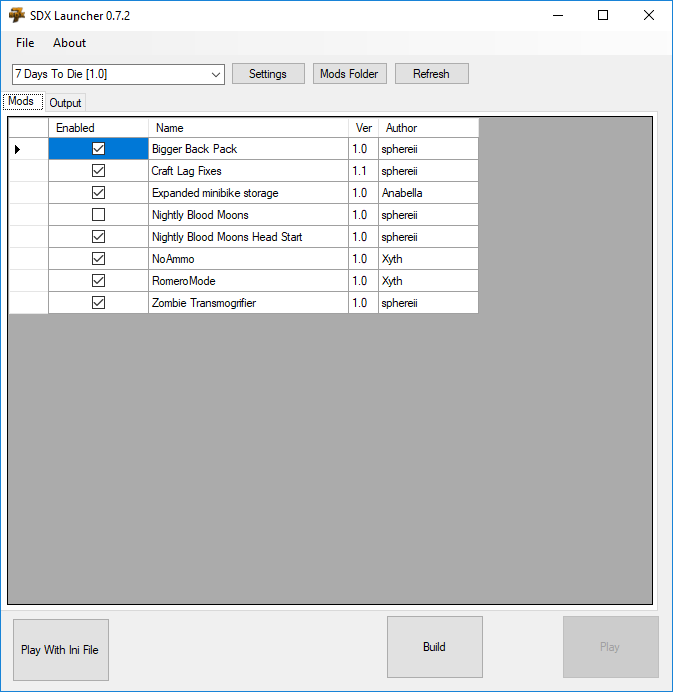 SDX Launcher 0.7.2
File About
7 Days To Die [1.0] Settings Mods Folder Refresh
Mods Output
Enabled Name Ver Author
Bigger Back Pack 1.0 sphereii
Craft Lag Fixes 1.1 sphereii
Expanded minibike storage 1.0 Anabella
Nightly Blood Moons 1.0 sphereii
Nightly Blood Moons Head Start 1.0 sphereii
NoAmmo 1.0 Xyth
RomeroMode 1.0 Xyth
Zombie Transmogrifier 1.0 sphereii
Play With Ini File Build Play